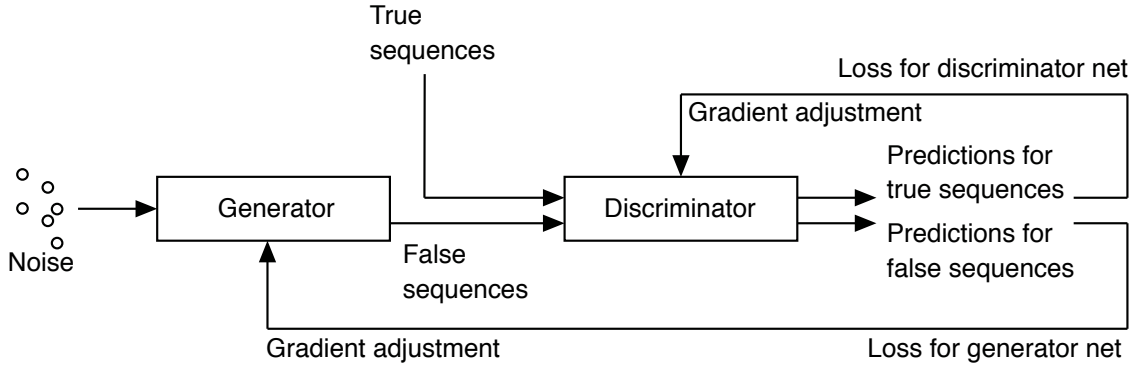 True
sequences
Loss for discriminator net
Gradient adjustment
Predictions for
true sequences
Generator
Discriminator
Noise
False
sequences
Predictions for
false sequences
Gradient adjustment
Loss for generator net